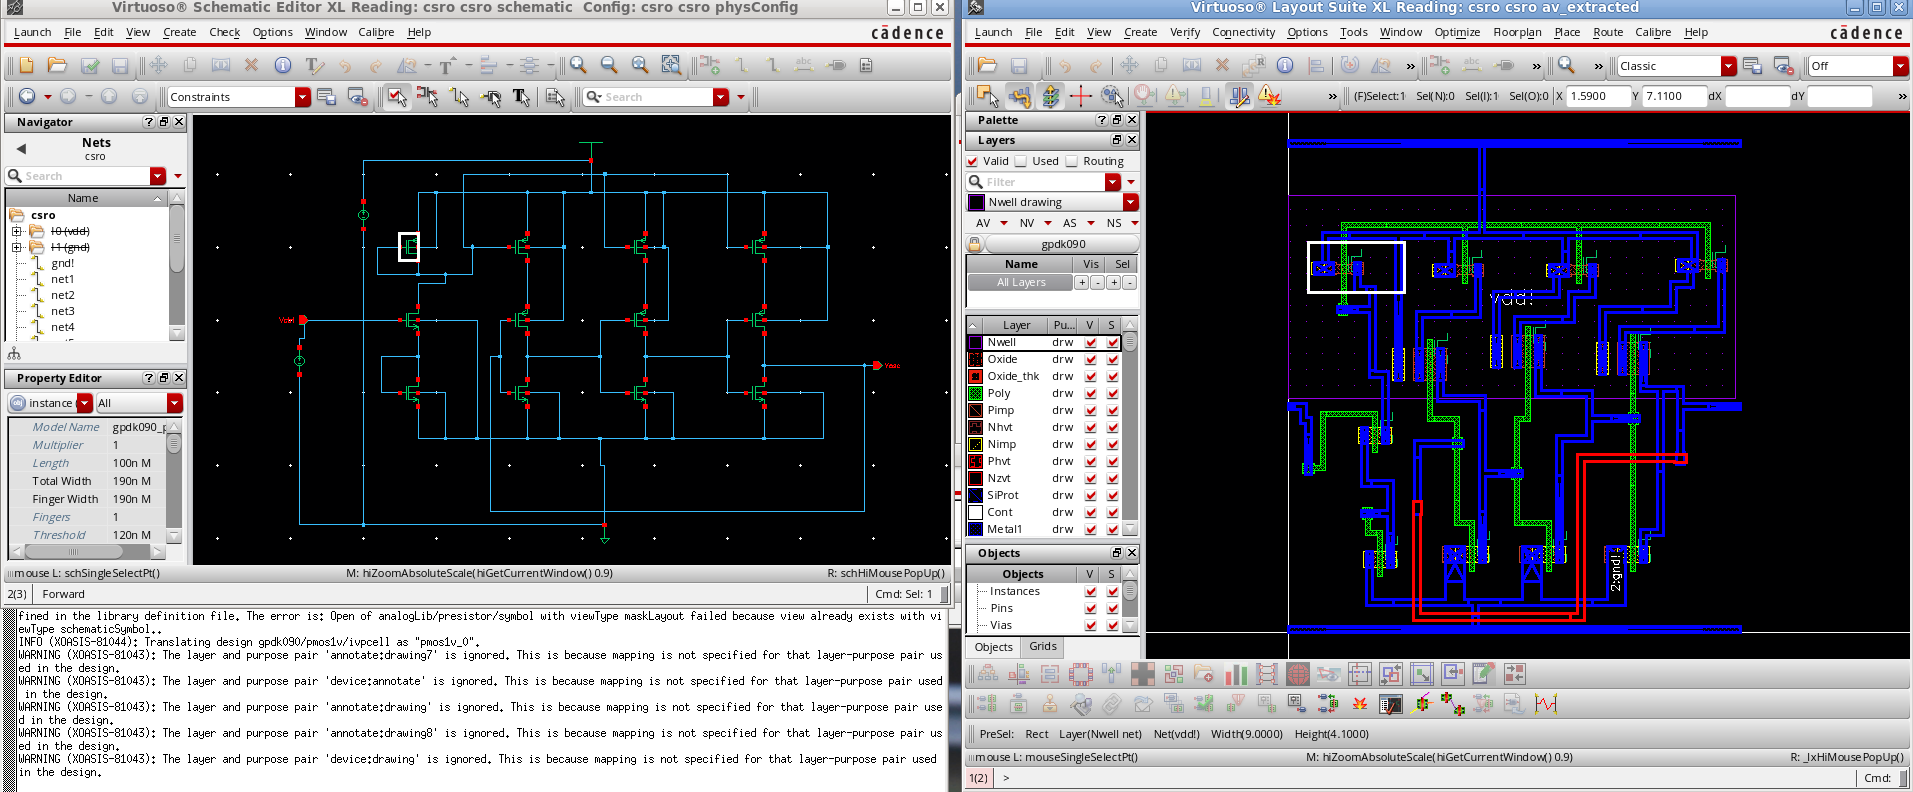 Virtuoso® Schematic Editor XL Reading: csro csro schematic  Config: csro csro physConfig
Launch File Edit View Create Check Options Window Calibre Help
cādence
Constraints
Search
Navigator
Nets
csro
Search
Name
csro
I0 (vdd)
I1 (gnd)
gnd!
net1
net2
net3
net4
Property Editor
instance All
Model Name gpdk090_p
Multiplier 1
Length 100n M
Total Width 190n M
Finger Width 190n M
Fingers 1
Threshold 120n M
mouse L: schSingleSelectPt() M: hiZoomAbsoluteScale(hiGetCurrentWindow() 0.9) R: schHiMousePopUp()
2(3) Forward Cmd: Sel: 1
fined in the library definition file. The error is: Open of analogLib/presistor/symbol with viewType maskLayout failed because view already exists with vi
ewType schematicSymbol..
INFO (XOASIS-81044): Translating design gpdk090/pmos1v/ivpcell as "pmos1v_0".
WARNING (XOASIS-81043): The layer and purpose pair 'annotate:drawing7' is ignored. This is because mapping is not specified for that layer-purpose pair us
ed in the design.
WARNING (XOASIS-81043): The layer and purpose pair 'device:annotate' is ignored. This is because mapping is not specified for that layer-purpose pair used
in the design.
WARNING (XOASIS-81043): The layer and purpose pair 'annotate:drawing' is ignored. This is because mapping is not specified for that layer-purpose pair use
d in the design.
WARNING (XOASIS-81043): The layer and purpose pair 'annotate:drawing8' is ignored. This is because mapping is not specified for that layer-purpose pair us
ed in the design.
WARNING (XOASIS-81043): The layer and purpose pair 'device:drawing' is ignored. This is because mapping is not specified for that layer-purpose pair used
in the design.
Virtuoso® Layout Suite XL Reading: csro csro av_extracted
Launch File Edit View Create Verify Connectivity Options Tools Window Optimize Floorplan Place Route Calibre Help
cādence
Classic Off
(F)Select:1 Sel(N):0 Sel(I):1 Sel(O):0 X 1.5900 Y 7.1100 dX dY
Palette
Layers
Valid Used Routing
Filter
Nwell drawing
AV NV AS NS
gpdk090
Name Vis Sel
All Layers + - + -
Layer Pu... V S
Nwell drw
Oxide drw
Oxide_thk drw
Poly drw
Pimp drw
Nhvt drw
Nimp drw
Phvt drw
Nzvt drw
SiProt drw
Cont drw
Metal1 drw
Objects
Objects V S
Instances
Pins
Vias
Objects Grids
vdd!
2:gnd!
PreSel: Rect Layer(Nwell net) Net(vdd!) Width(9.0000) Height(4.1000)
mouse L: mouseSingleSelectPt() M: hiZoomAbsoluteScale(hiGetCurrentWindow() 0.9) R: _lxHiMousePopUp()
1(2) > Cmd: